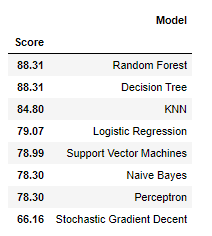 Model
Score
88.31 Random Forest
88.31 Decision Tree
84.80 KNN
79.07 Logistic Regression
78.99 Support Vector Machines
78.30 Naive Bayes
78.30 Perceptron
66.16 Stochastic Gradient Decent